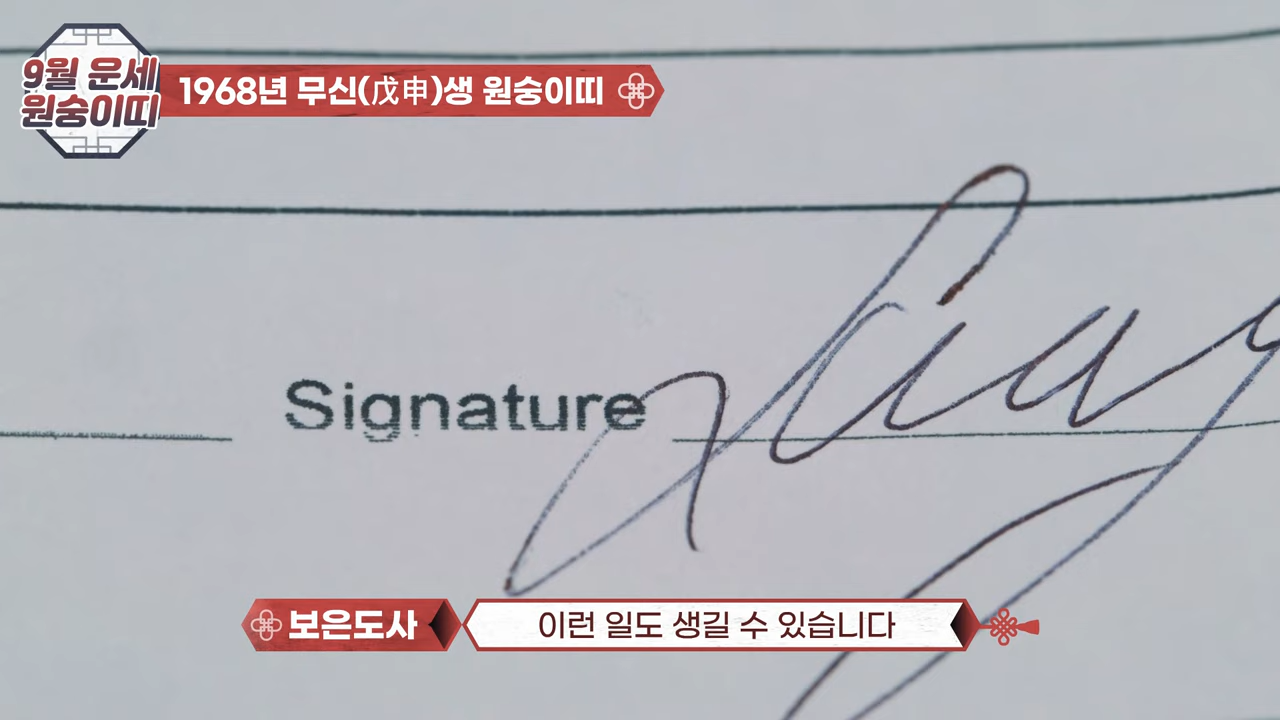 9월 운세
원숭이띠
1968년 무신(戊申)생 원숭이띠
Signature
보은도사
이런 일도 생길 수 있습니다